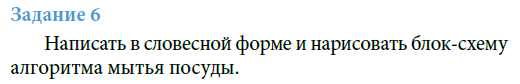 Задание 6
Написать в словесной форме и нарисовать блок-схему
алгоритма мытья посуды.